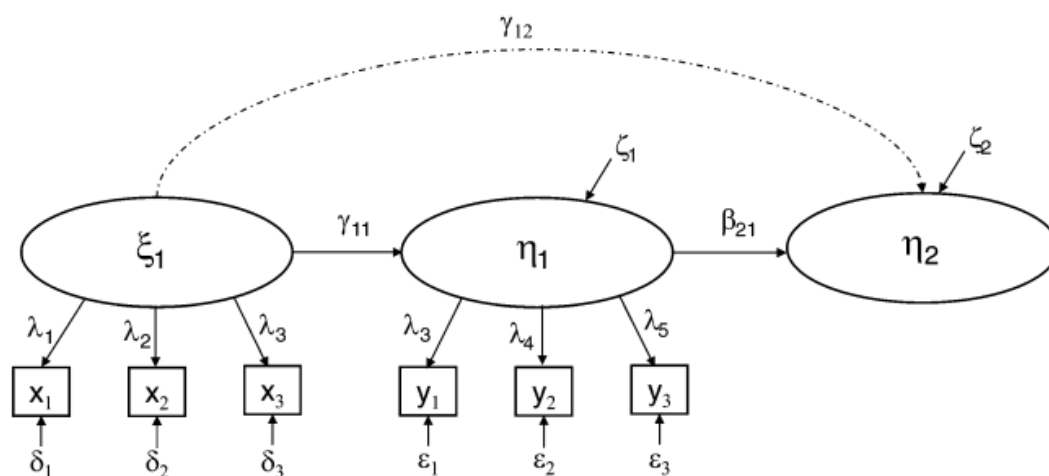 γ₁₂
ζ₁ ζ₂
ξ₁ γ₁₁ η₁ β₂₁ η₂
λ₁ λ₂ λ₃ λ₃ λ₄ λ₅
x₁ x₂ x₃ y₁ y₂ y₃
δ₁ δ₂ δ₃ ε₁ ε₂ ε₃